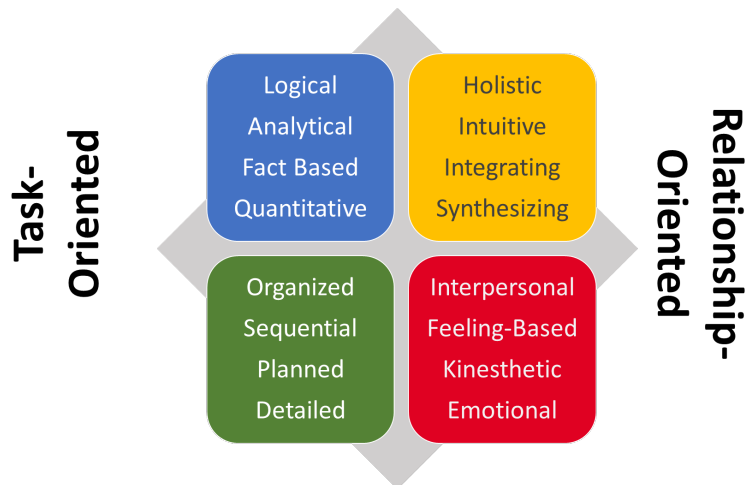 Task-
Oriented
Logical
Analytical
Fact Based
Quantitative
Holistic
Intuitive
Integrating
Synthesizing
Organized
Sequential
Planned
Detailed
Interpersonal
Feeling-Based
Kinesthetic
Emotional
Relationship-
Oriented